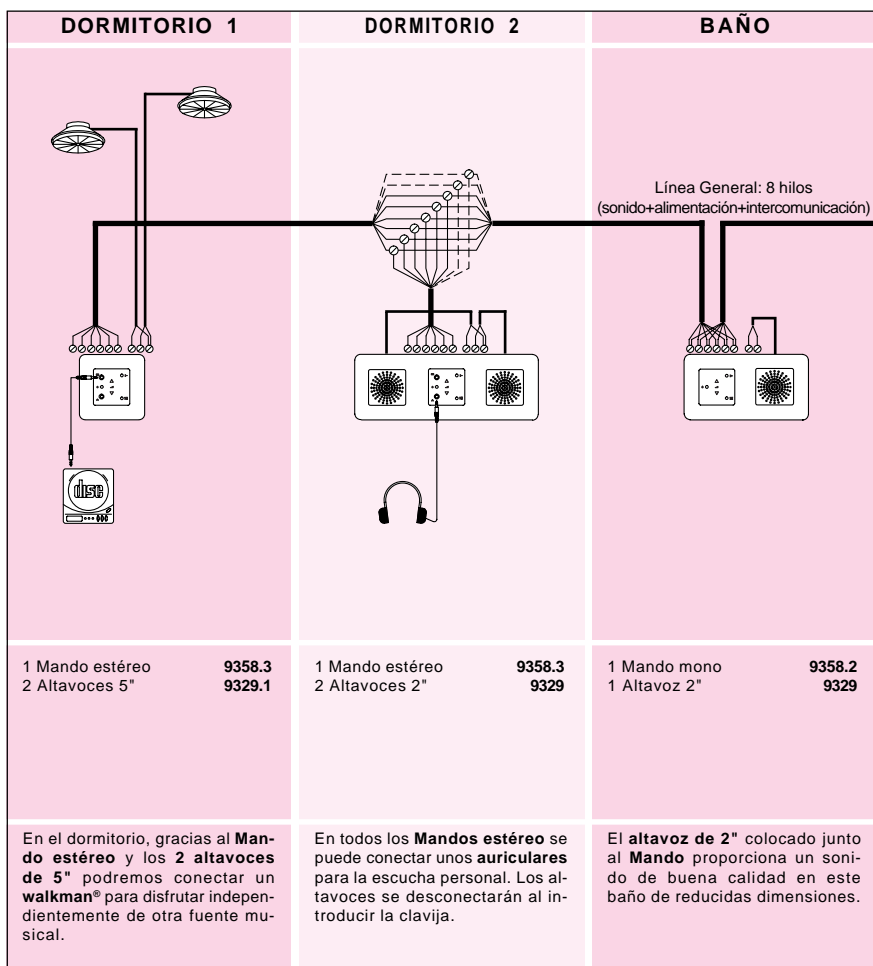 DORMITORIO 1
DORMITORIO 2
BAÑO
Línea General: 8 hilos
(sonido+alimentación+intercomunicación)
disc
1 Mando estéreo 9358.3
2 Altavoces 5" 9329.1
1 Mando estéreo 9358.3
2 Altavoces 2" 9329
1 Mando mono 9358.2
1 Altavoz 2" 9329
En el dormitorio, gracias al Man-
do estéreo y los 2 altavoces
de 5" podremos conectar un
walkman® para disfrutar indepen-
dientemente de otra fuente mu-
sical.
En todos los Mandos estéreo se
puede conectar unos auriculares
para la escucha personal. Los al-
tavoces se desconectarán al in-
troducir la clavija.
El altavoz de 2" colocado junto
al Mando proporciona un soni-
do de buena calidad en este
baño de reducidas dimensiones.